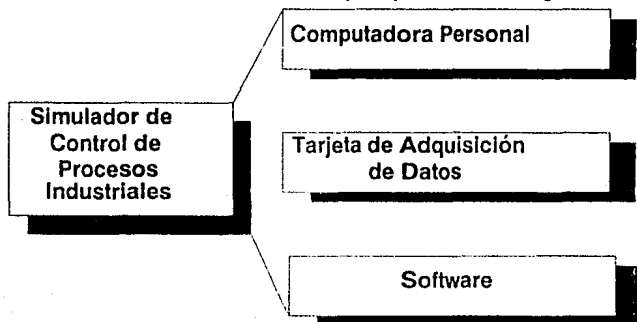 Simulador de
Control de
Procesos
Industriales
Computadora Personal
Tarjeta de Adquisición
de Datos
Software